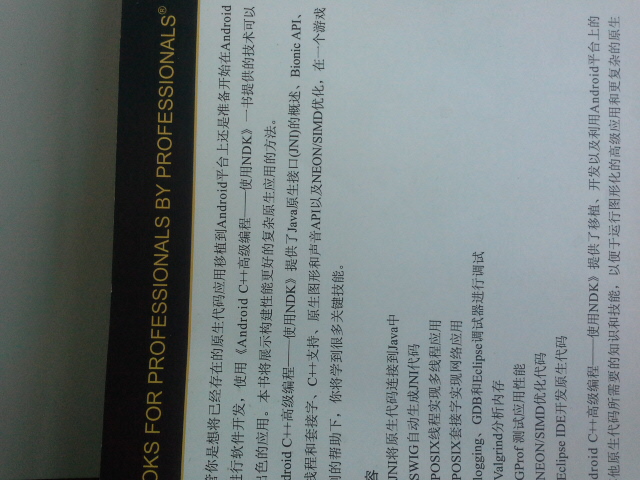 OKS FOR PROFESSIONALS BY PROFESSIONALS®
你是想将已经存在的原生代码应用移植到Android平台上还是准备开始在Android
行软件开发，使用《Android C++高级编程——使用NDK》一书提供的技术可以
出色的应用。本书将展示构建性能更好的复杂原生应用的方法。
droid C++高级编程——使用NDK》提供了Java原生接口(JNI)的概述、Bionic API、
线程和套接字、C++支持、原生图形和声音API以及NEON/SIMD优化，在一个游戏
的帮助下，你将学到很多关键技能。
容
JNI将原生代码连接到Java中
SWIG自动生成JNI代码
POSIX线程实现多线程应用
POSIX套接字实现网络应用
logging、GDB和Eclipse调试器进行调试
Valgrind分析内存
GProf 测试应用性能
NEON/SIMD优化代码
Eclipse IDE开发原生代码
droid C++高级编程——使用NDK》提供了移植、开发以及利用Android平台上的
他原生代码所需要的知识和技能，以便于运行图形化的高级应用和更复杂的原生